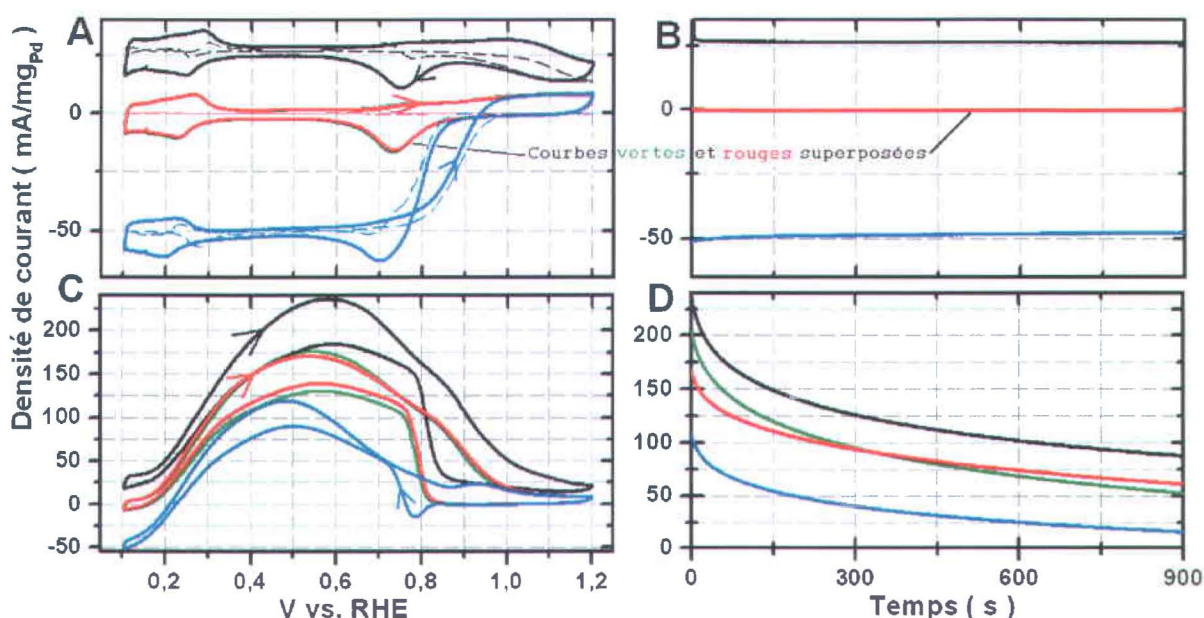 Densité de courant ( mA/mg_Pd)
A
0
-50
Courbes vertes et rouges superposées
B
0
-50
C
200
150
100
50
0
-50
0,2 0,4 0,6 0,8 1,0 1,2
V vs. RHE
D
200
150
100
50
0
0 300 600 900
Temps ( s )